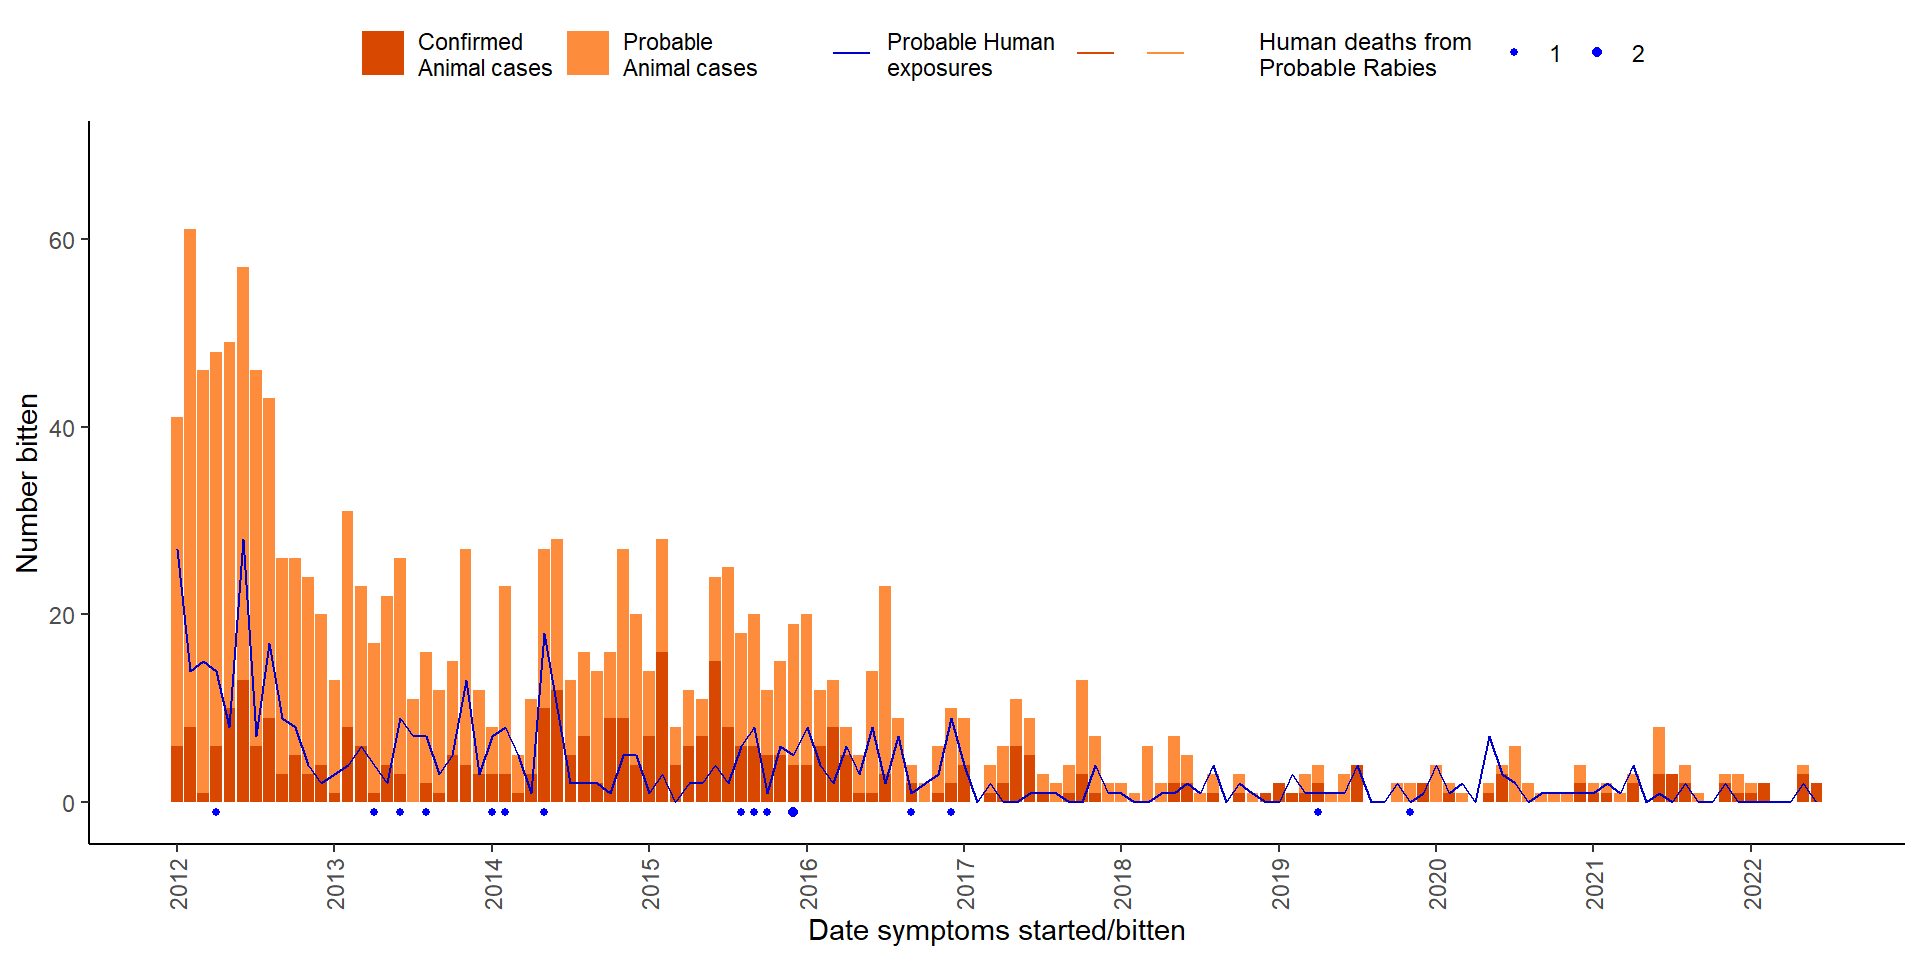 Confirmed
Animal cases
Probable
Animal cases
Probable Human
exposures
Human deaths from
Probable Rabies
1
2
Number bitten
60
40
20
0
2012
2013
2014
2015
2016
2017
2018
2019
2020
2021
2022
Date symptoms started/bitten